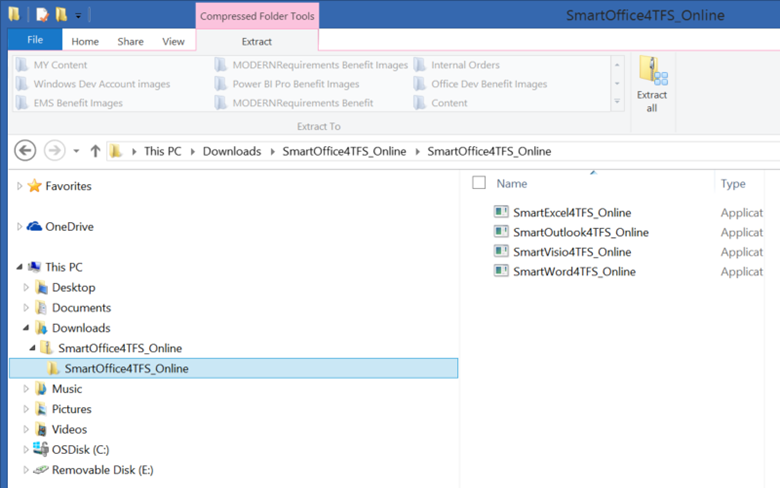 Compressed Folder Tools
SmartOffice4TFS_Online
File Home Share View Extract
MY Content MODERNRequirements Benefit Images Internal Orders
Windows Dev Account images Power BI Pro Benefit Images Office Dev Benefit Images
EMS Benefit Images MODERNRequirements Benefit Content
Extract To
Extract
all
This PC Downloads SmartOffice4TFS_Online SmartOffice4TFS_Online
Favorites
OneDrive
This PC
Desktop
Documents
Downloads
SmartOffice4TFS_Online
SmartOffice4TFS_Online
Music
Pictures
Videos
OSDisk (C:)
Removable Disk (E:)
Name Type
SmartExcel4TFS_Online Applicat
SmartOutlook4TFS_Online Applicat
SmartVisio4TFS_Online Applicat
SmartWord4TFS_Online Applicat